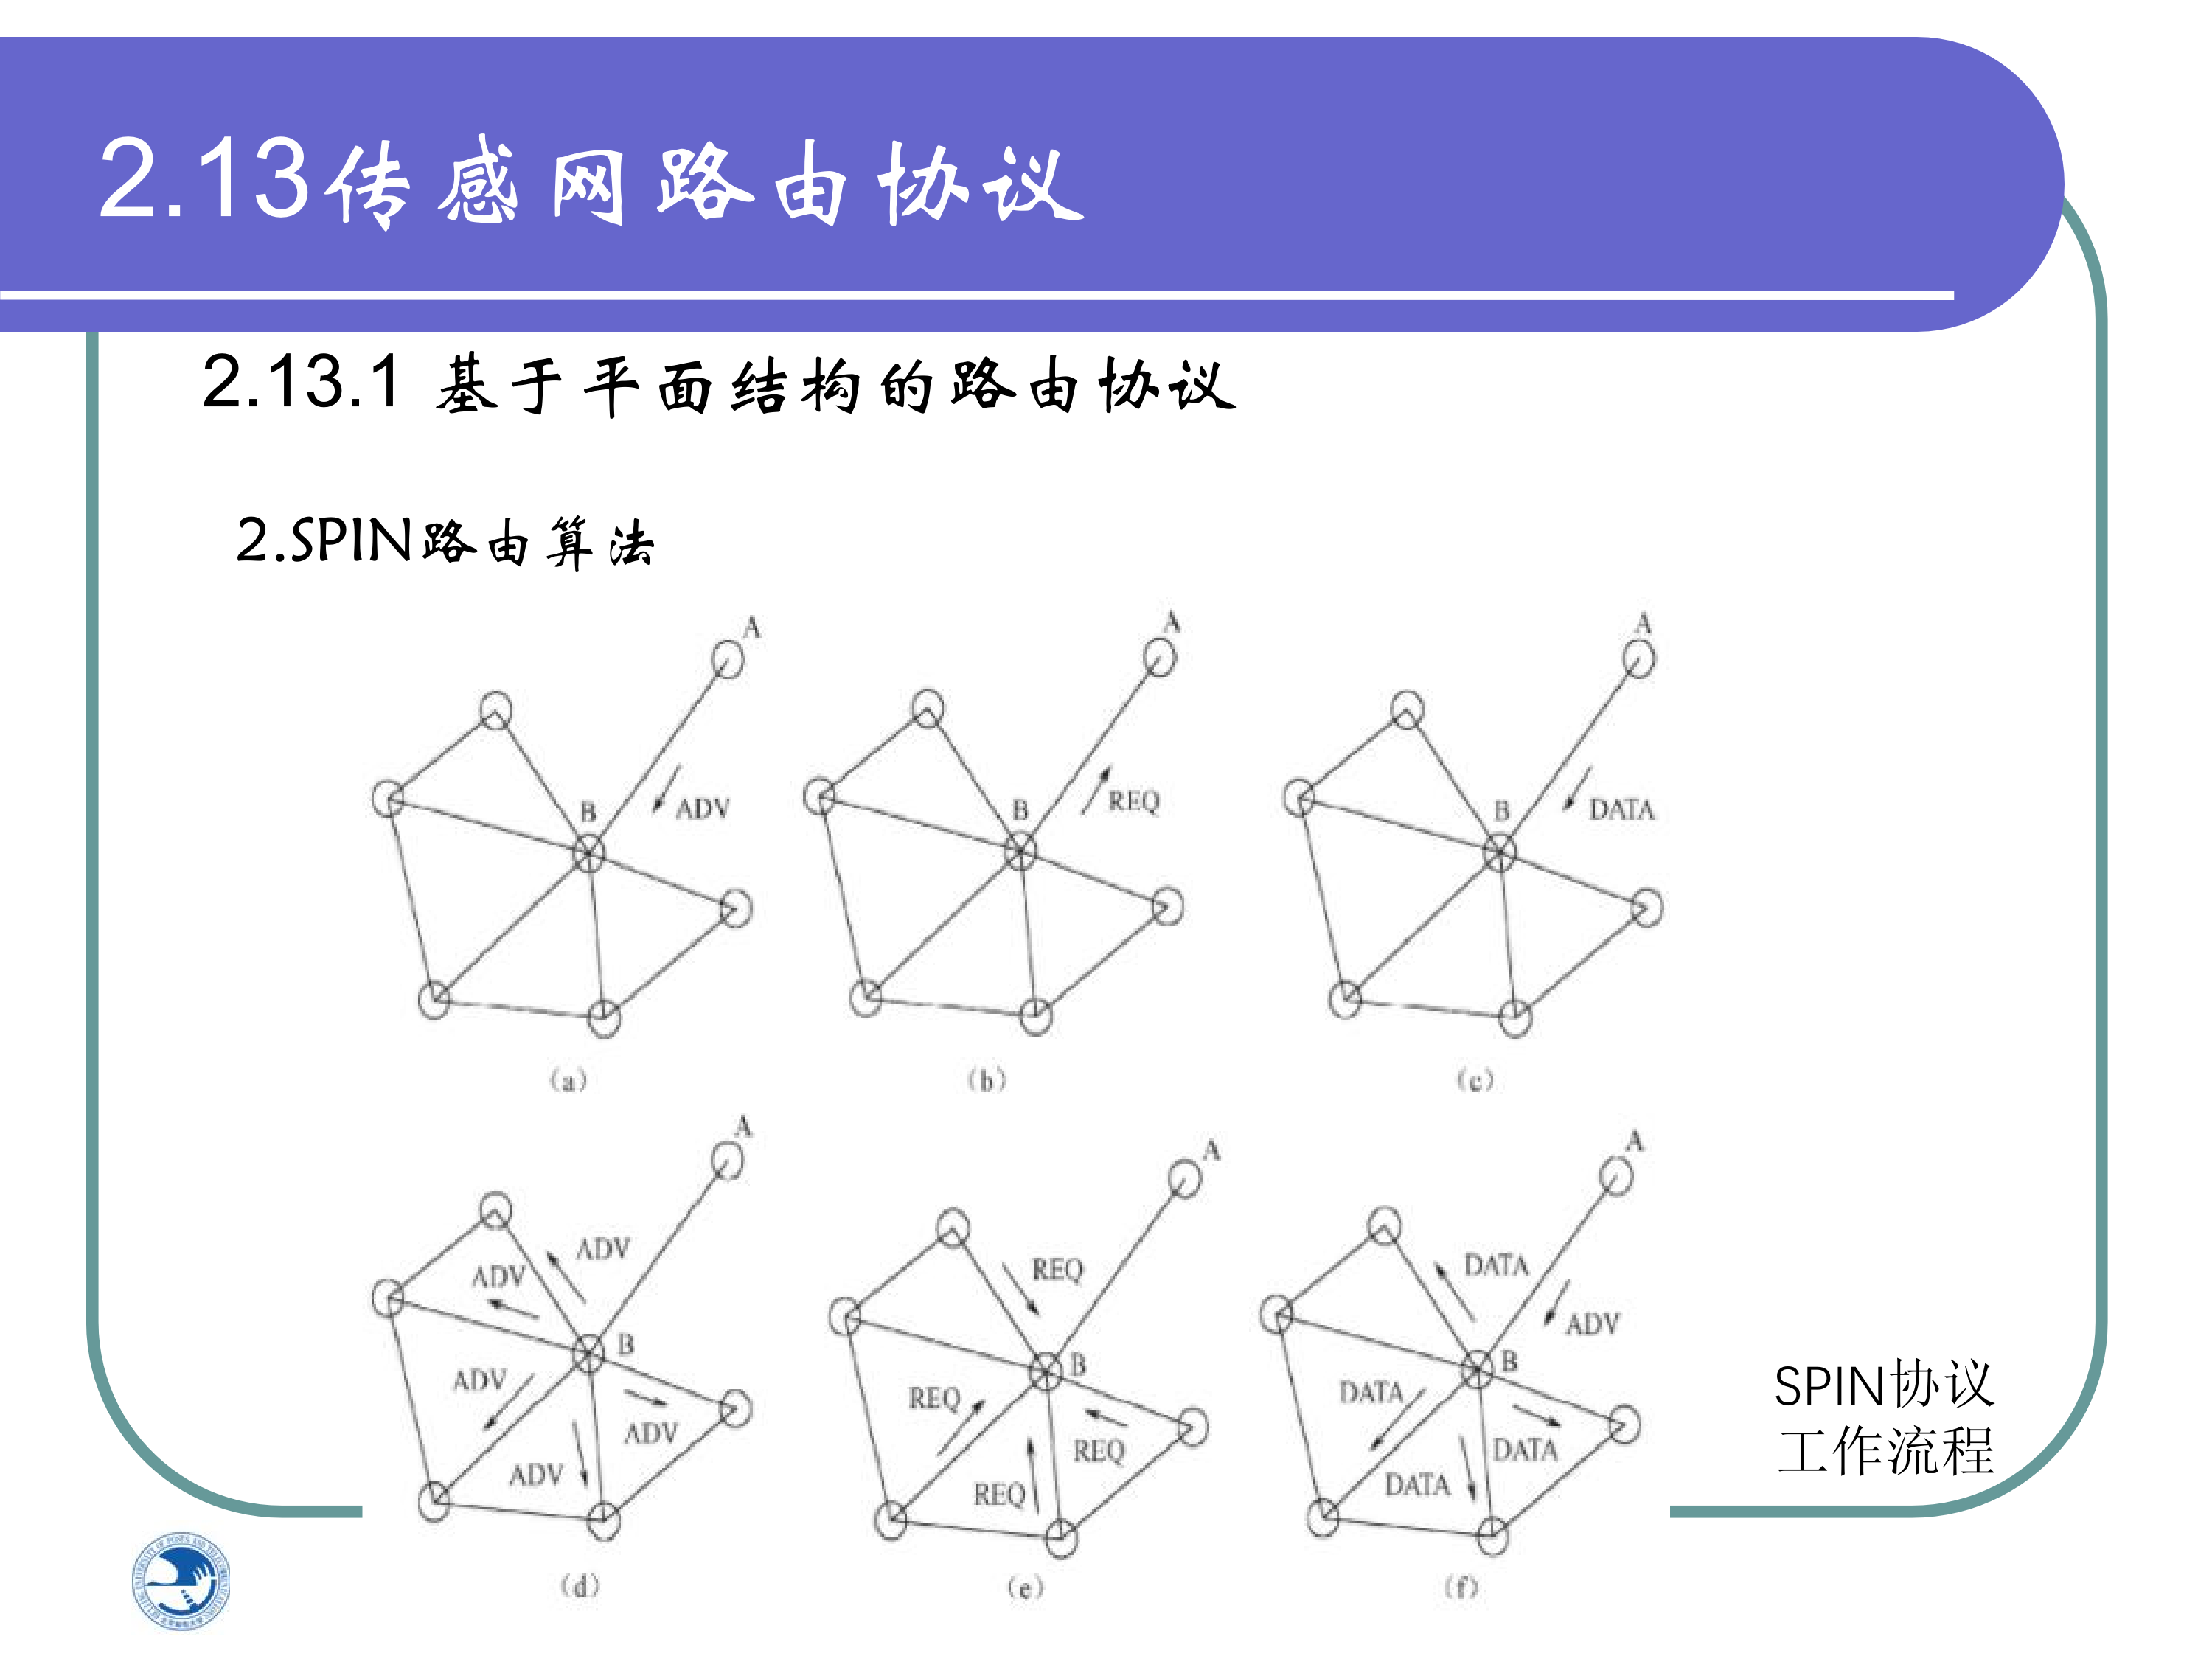 2.13传感网路由协议
2.13.1 基于平面结构的路由协议
2.SPIN路由算法
A
B
ADV
(a)
A
B
REQ
(b)
A
B
DATA
(c)
A
ADV
ADV
B
ADV
ADV
ADV
(d)
A
REQ
B
REQ
REQ
REQ
(e)
A
DATA
ADV
B
DATA
DATA
DATA
(f)
SPIN协议
工作流程